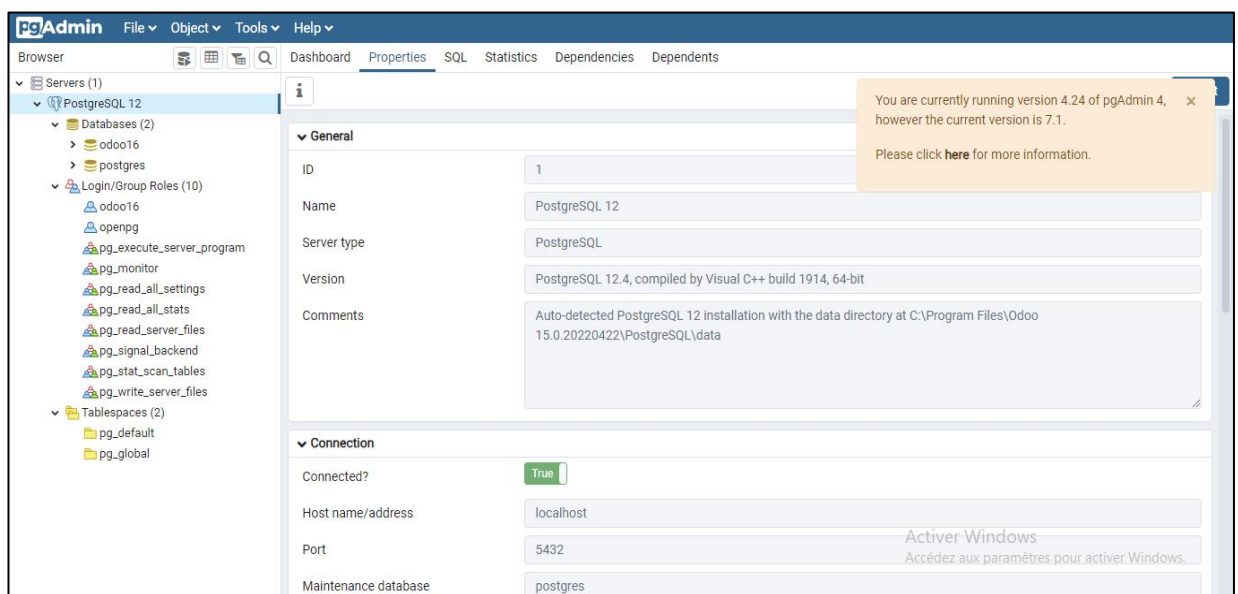 pgAdmin File Object Tools Help
Browser
Dashboard Properties SQL Statistics Dependencies Dependents
Servers (1)
PostgreSQL 12
Databases (2)
odoo16
postgres
Login/Group Roles (10)
odoo16
openpg
pg_execute_server_program
pg_monitor
pg_read_all_settings
pg_read_all_stats
pg_read_server_files
pg_signal_backend
pg_stat_scan_tables
pg_write_server_files
Tablespaces (2)
pg_default
pg_global
i
You are currently running version 4.24 of pgAdmin 4,
however the current version is 7.1.
Please click here for more information.
×
General
ID 1
Name PostgreSQL 12
Server type PostgreSQL
Version PostgreSQL 12.4, compiled by Visual C++ build 1914, 64-bit
Comments Auto-detected PostgreSQL 12 installation with the data directory at C:\Program Files\Odoo
15.0.20220422\PostgreSQL\data
Connection
Connected? True
Host name/address localhost
Port 5432
Maintenance database postgres
Activer Windows
Accédez aux paramètres pour activer Windows.